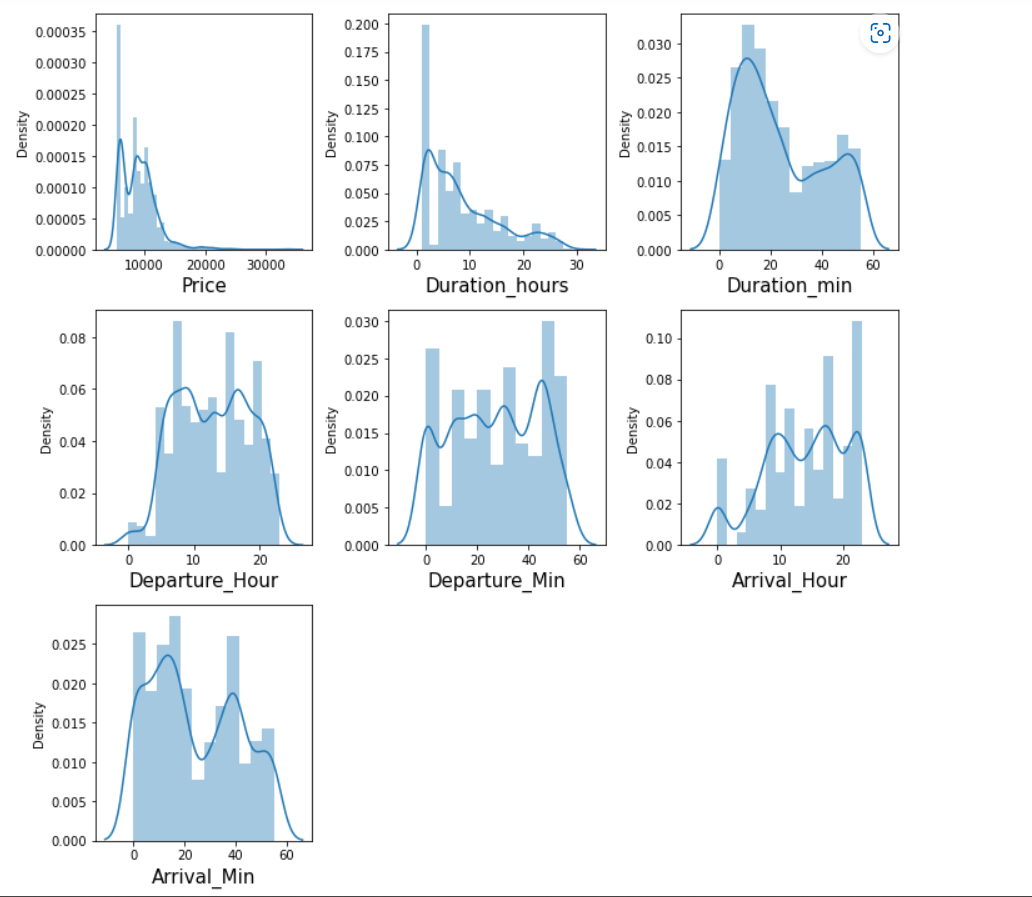 0.00035
0.00030
0.00025
0.00020
0.00015
0.00010
0.00005
0.00000
Density
10000 20000 30000
Price
0.200
0.175
0.150
0.125
0.100
0.075
0.050
0.025
0.000
Density
0 10 20 30
Duration_hours
0.030
0.025
0.020
0.015
0.010
0.005
0.000
Density
0 20 40 60
Duration_min
0.08
0.06
0.04
0.02
0.00
Density
0 10 20
Departure_Hour
0.030
0.025
0.020
0.015
0.010
0.005
0.000
Density
0 20 40 60
Departure_Min
0.10
0.08
0.06
0.04
0.02
0.00
Density
0 10 20
Arrival_Hour
0.025
0.020
0.015
0.010
0.005
0.000
Density
0 20 40 60
Arrival_Min